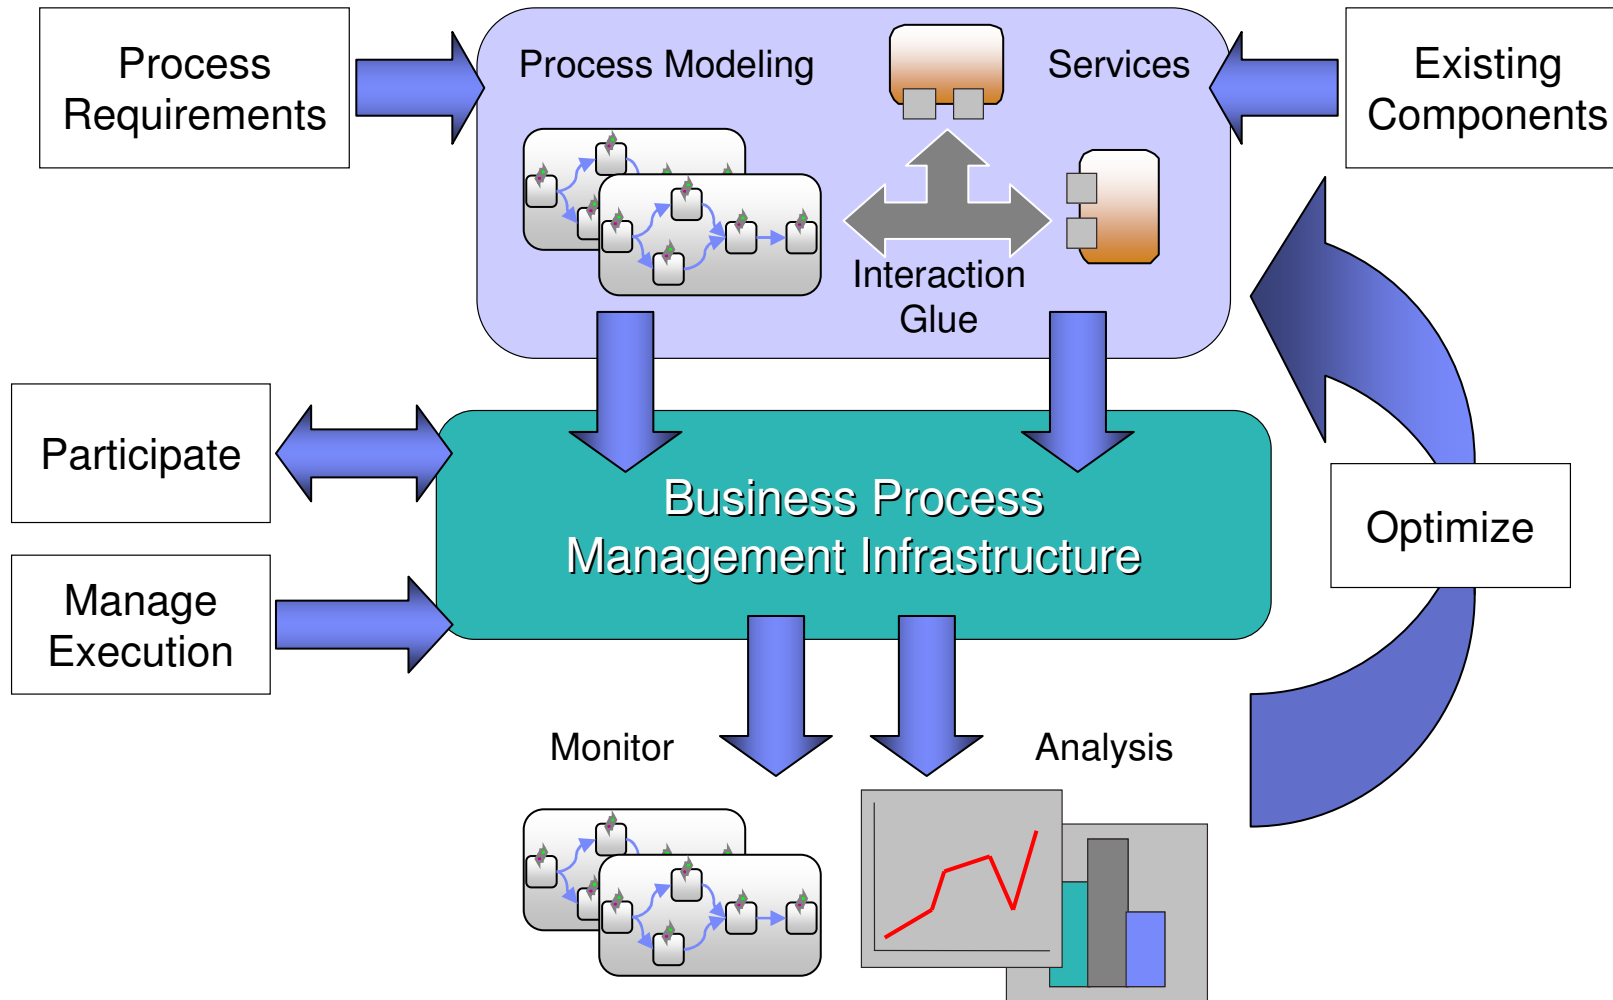 Process
Requirements
Process Modeling
Services
Existing
Components
Interaction
Glue
Participate
Business Process
Management Infrastructure
Optimize
Manage
Execution
Monitor
Analysis